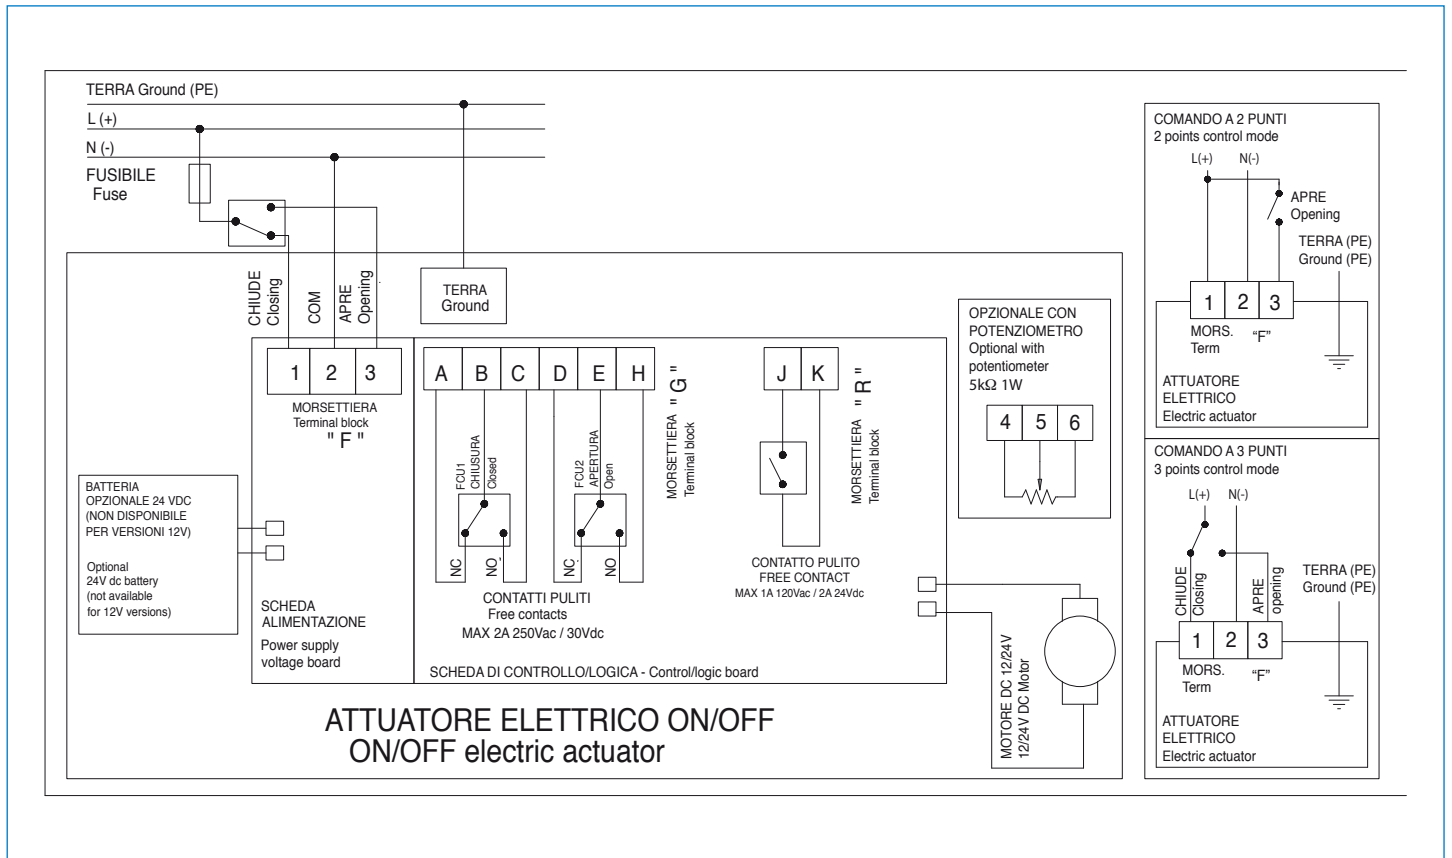 TERRA Ground (PE)
L (+)
N (-)
FUSIBILE
Fuse
CHIUDE
Closing
COM
APRE
Opening
TERRA
Ground
1 2 3
MORSETTIERA
Terminal block
" F "
A B C D E H
MORSETTIERA " G "
Terminal block
FCU1
CHIUSURA
Closed
FCU2
APERTURA
Open
NC
NO
NC
NO
CONTATTI PULITI
Free contacts
MAX 2A 250Vac / 30Vdc
J K
MORSETTIERA " R "
Terminal block
CONTATTO PULITO
FREE CONTACT
MAX 1A 120Vac / 2A 24Vdc
OPZIONALE CON
POTENZIOMETRO
Optional with
potentiometer
5kΩ 1W
4 5 6
BATTERIA
OPZIONALE 24 VDC
(NON DISPONIBILE
PER VERSIONI 12V)
Optional
24V dc battery
(not available
for 12V versions)
SCHEDA
ALIMENTAZIONE
Power supply
voltage board
SCHEDA DI CONTROLLO/LOGICA - Control/logic board
MOTORE DC 12/24V
12/24V DC Motor
ATTUATORE ELETTRICO ON/OFF
ON/OFF electric actuator
COMANDO A 2 PUNTI
2 points control mode
L(+) N(-)
APRE
Opening
TERRA (PE)
Ground (PE)
1 2 3
MORS. "F"
Term
ATTUATORE
ELETTRICO
Electric actuator
COMANDO A 3 PUNTI
3 points control mode
L(+) N(-)
CHIUDE
Closing
APRE
opening
TERRA (PE)
Ground (PE)
1 2 3
MORS. "F"
Term
ATTUATORE
ELETTRICO
Electric actuator